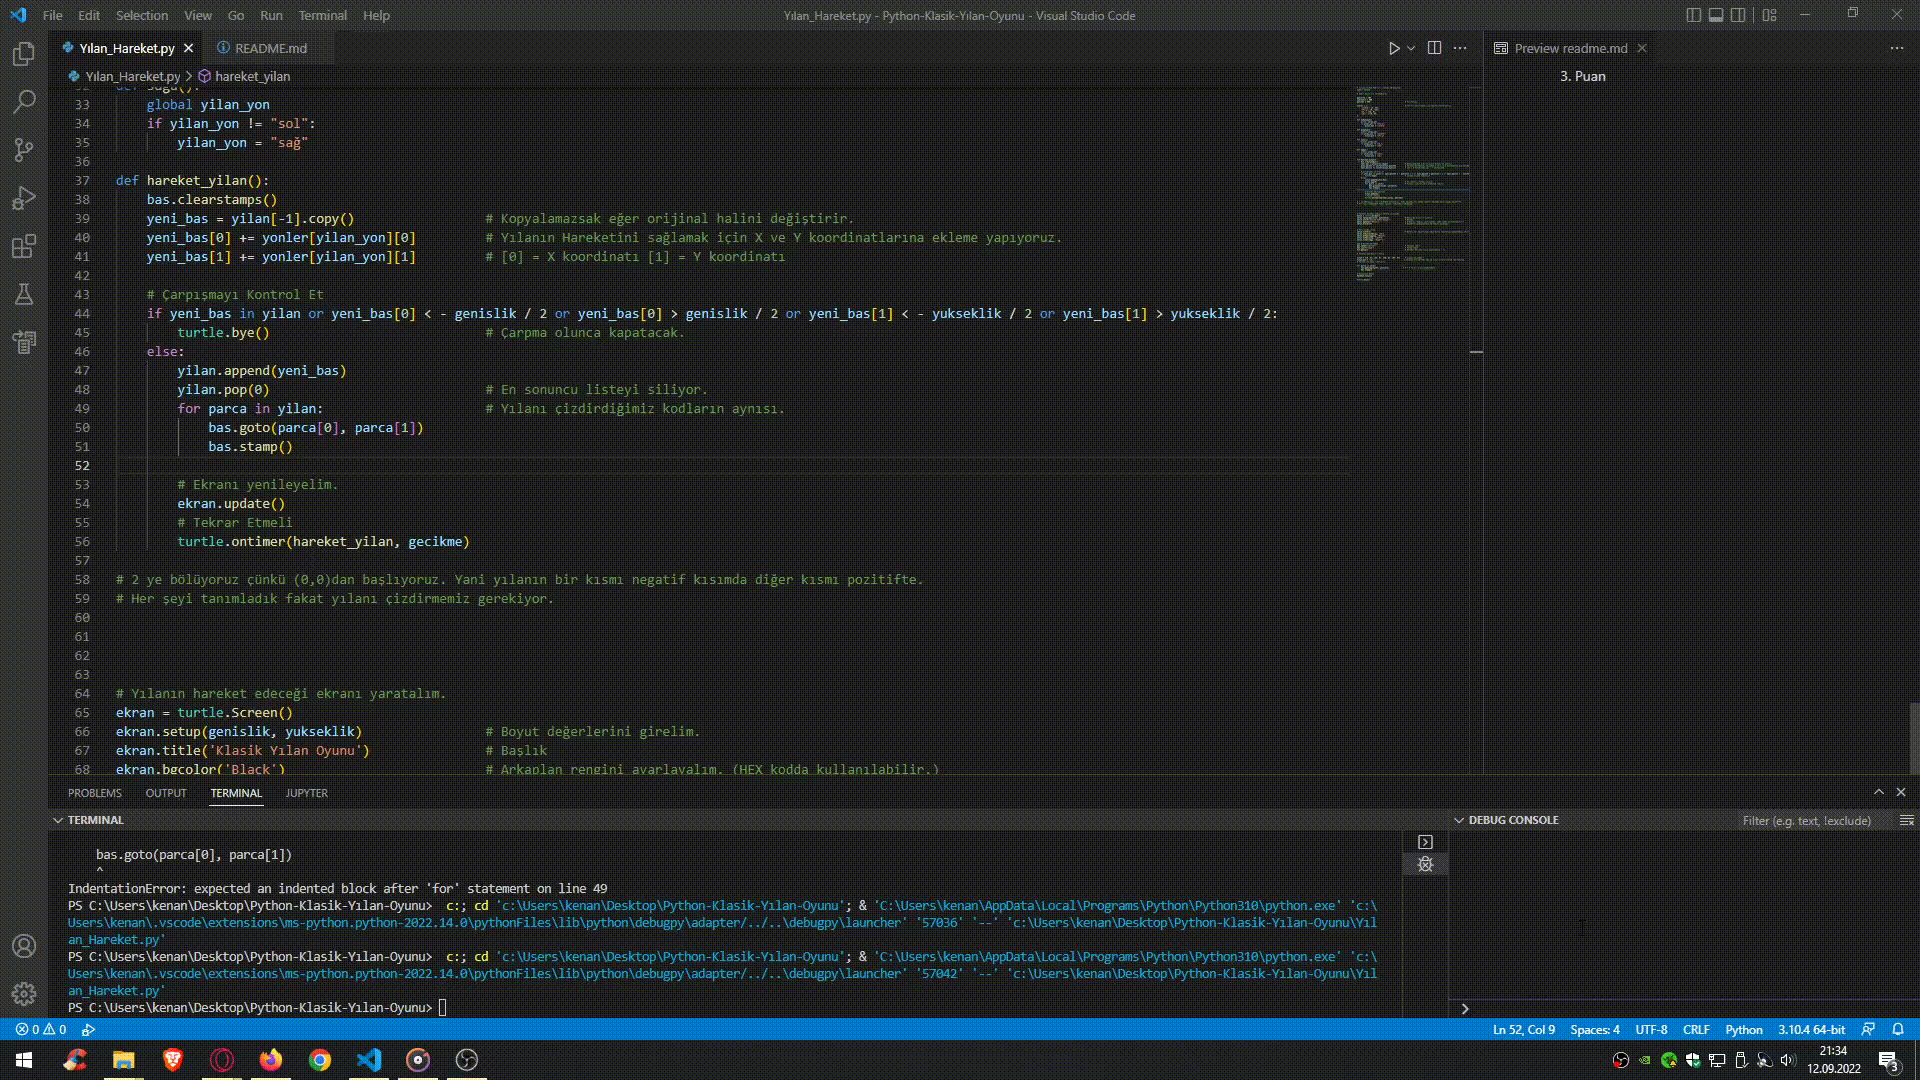 File Edit Selection View Go Run Terminal Help
Yılan_Hareket.py - Python-Klasik-Yılan-Oyunu - Visual Studio Code
Yılan_Hareket.py
README.md
Preview readme.md
Yılan_Hareket.py > hareket_yilan
3. Puan
32 def saga():
33 global yilan_yon
34 if yilan_yon != "sol":
35 yilan_yon = "sağ"
36
37 def hareket_yilan():
38 bas.clearstamps()
39 yeni_bas = yilan[-1].copy() # Kopyalamazsak eğer orijinal halini değiştirir.
40 yeni_bas[0] += yonler[yilan_yon][0] # Yılanın Hareketini sağlamak için X ve Y koordinatlarına ekleme yapıyoruz.
41 yeni_bas[1] += yonler[yilan_yon][1] # [0] = X koordinatı [1] = Y koordinatı
42
43 # Çarpışmayı Kontrol Et
44 if yeni_bas in yilan or yeni_bas[0] < - genislik / 2 or yeni_bas[0] > genislik / 2 or yeni_bas[1] < - yukseklik / 2 or yeni_bas[1] > yukseklik / 2:
45 turtle.bye() # Çarpma olunca kapatacak.
46 else:
47 yilan.append(yeni_bas)
48 yilan.pop(0) # En sonuncu listeyi siliyor.
49 for parca in yilan: # Yılanı çizdirdiğimiz kodların aynısı.
50 bas.goto(parca[0], parca[1])
51 bas.stamp()
52
53 # Ekranı yenileyelim.
54 ekran.update()
55 # Tekrar Etmeli
56 turtle.ontimer(hareket_yilan, gecikme)
57
58 # 2 ye bölüyoruz çünkü (0,0)dan başlıyoruz. Yani yılanın bir kısmı negatif kısımda diğer kısmı pozitifte.
59 # Her şeyi tanımladık fakat yılanı çizdirmemiz gerekiyor.
60
61
62
63
64 # Yılanın hareket edeceği ekranı yaratalım.
65 ekran = turtle.Screen()
66 ekran.setup(genislik, yukseklik) # Boyut değerlerini girelim.
67 ekran.title('Klasik Yılan Oyunu') # Başlık
68 ekran.bgcolor('Black') # Arkaplan rengini ayarlayalım. (HEX kodda kullanılabilir.)
PROBLEMS OUTPUT TERMINAL JUPYTER
TERMINAL
DEBUG CONSOLE
Filter (e.g. text, !exclude)
bas.goto(parca[0], parca[1])
^
IndentationError: expected an indented block after 'for' statement on line 49
PS C:\Users\kenan\Desktop\Python-Klasik-Yılan-Oyunu> c:; cd 'c:\Users\kenan\Desktop\Python-Klasik-Yılan-Oyunu'; & 'C:\Users\kenan\AppData\Local\Programs\Python\Python310\python.exe' 'c:\
Users\kenan\.vscode\extensions\ms-python.python-2022.14.0\pythonFiles\lib\python\debugpy\adapter/../..\debugpy\launcher' '57036' '--' 'c:\Users\kenan\Desktop\Python-Klasik-Yılan-Oyunu\Yıl
an_Hareket.py'
PS C:\Users\kenan\Desktop\Python-Klasik-Yılan-Oyunu> c:; cd 'c:\Users\kenan\Desktop\Python-Klasik-Yılan-Oyunu'; & 'C:\Users\kenan\AppData\Local\Programs\Python\Python310\python.exe' 'c:\
Users\kenan\.vscode\extensions\ms-python.python-2022.14.0\pythonFiles\lib\python\debugpy\adapter/../..\debugpy\launcher' '57042' '--' 'c:\Users\kenan\Desktop\Python-Klasik-Yılan-Oyunu\Yıl
an_Hareket.py'
PS C:\Users\kenan\Desktop\Python-Klasik-Yılan-Oyunu>
0 0
Ln 52, Col 9 Spaces: 4 UTF-8 CRLF Python 3.10.4 64-bit
21:34
12.09.2022
3